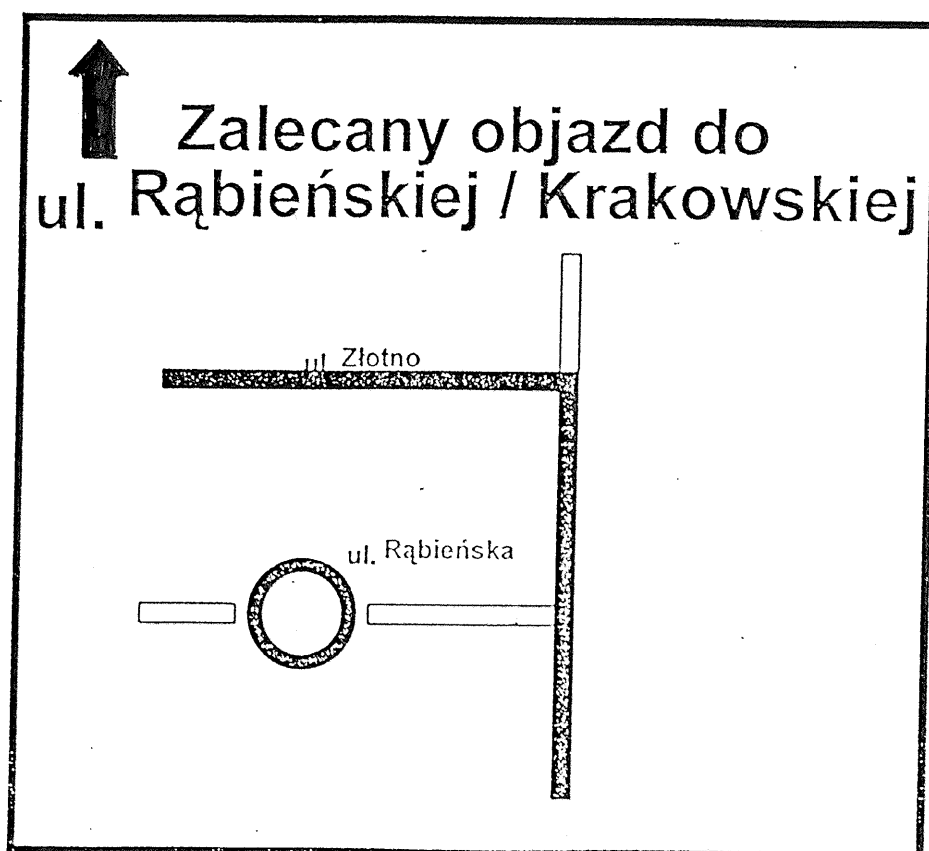 Zalecany objazd do
ul. Rąbieńskiej / Krakowskiej
ul. Złotno
ul. Rąbieńska